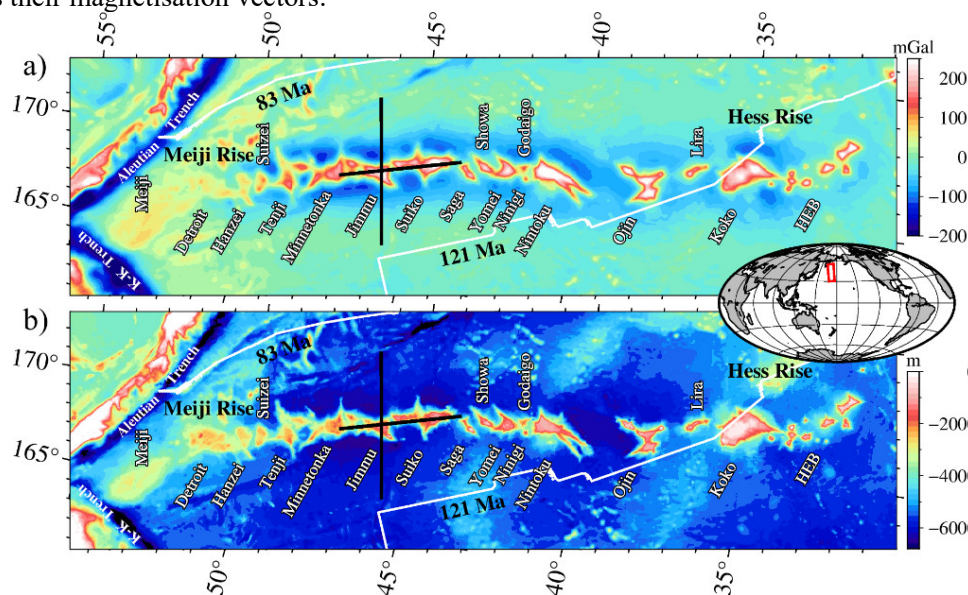 s their magnetisation vectors.
55° 50° 45° 40° 35°
mGal
a)
170°
165°
83 Ma
Aleutian Trench
Meiji Rise
Suizei
Showa
Godaigo
Lira
Hess Rise
Meiji
Detroit
Hanzei
Tenji
Minnetonka
Jimmu
Suiko
Saga
Yomei
Ninigi
Nintoku
Ojin
Koko
HEB
K-K Trench
121 Ma
200
100
0
−100
−200
b)
170°
165°
83 Ma
Aleutian Trench
Meiji Rise
Suizei
Showa
Godaigo
Lira
Hess Rise
Meiji
Detroit
Hanzei
Tenji
Minnetonka
Jimmu
Suiko
Saga
Yomei
Ninigi
Nintoku
Ojin
Koko
HEB
K-K Trench
121 Ma
m
−2000
−4000
−6000
50° 45° 40° 35°